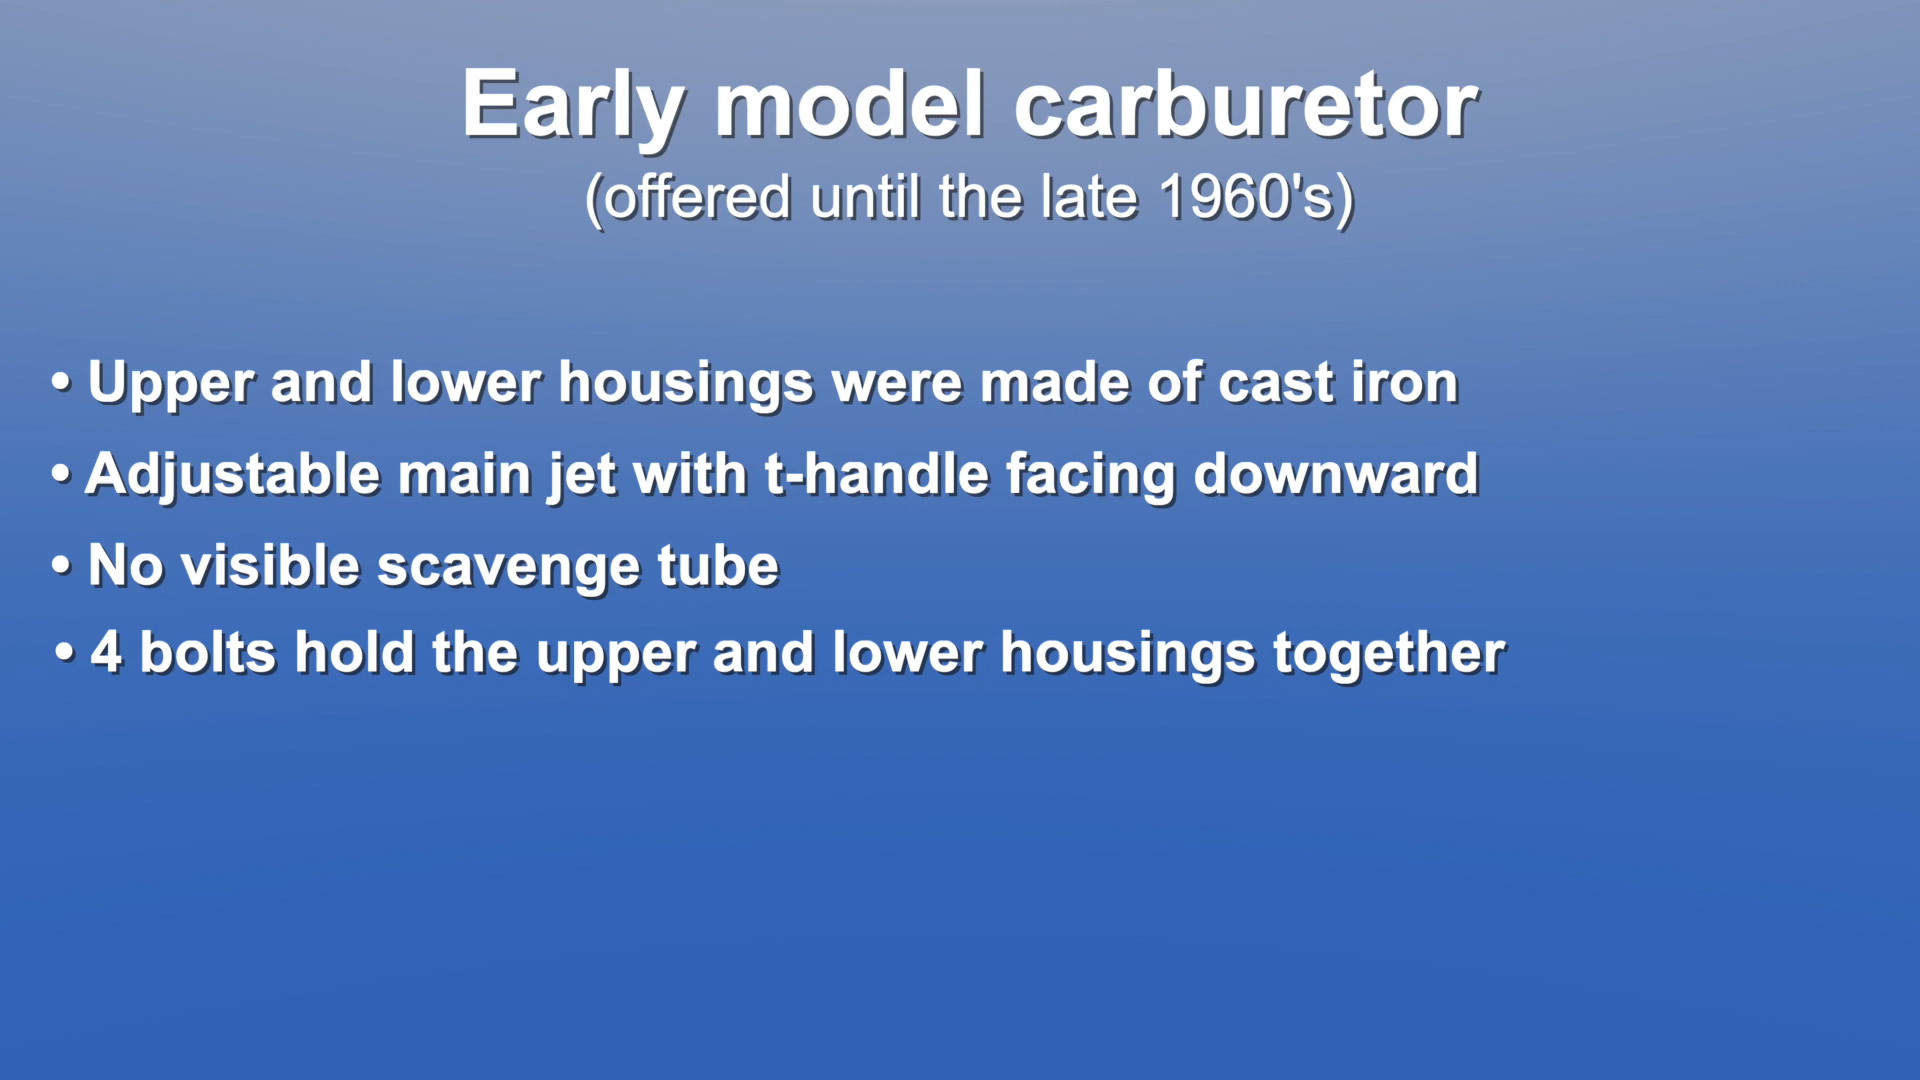 Early model carburetor
(offered until the late 1960's)
• Upper and lower housings were made of cast iron
• Adjustable main jet with t-handle facing downward
• No visible scavenge tube
• 4 bolts hold the upper and lower housings together